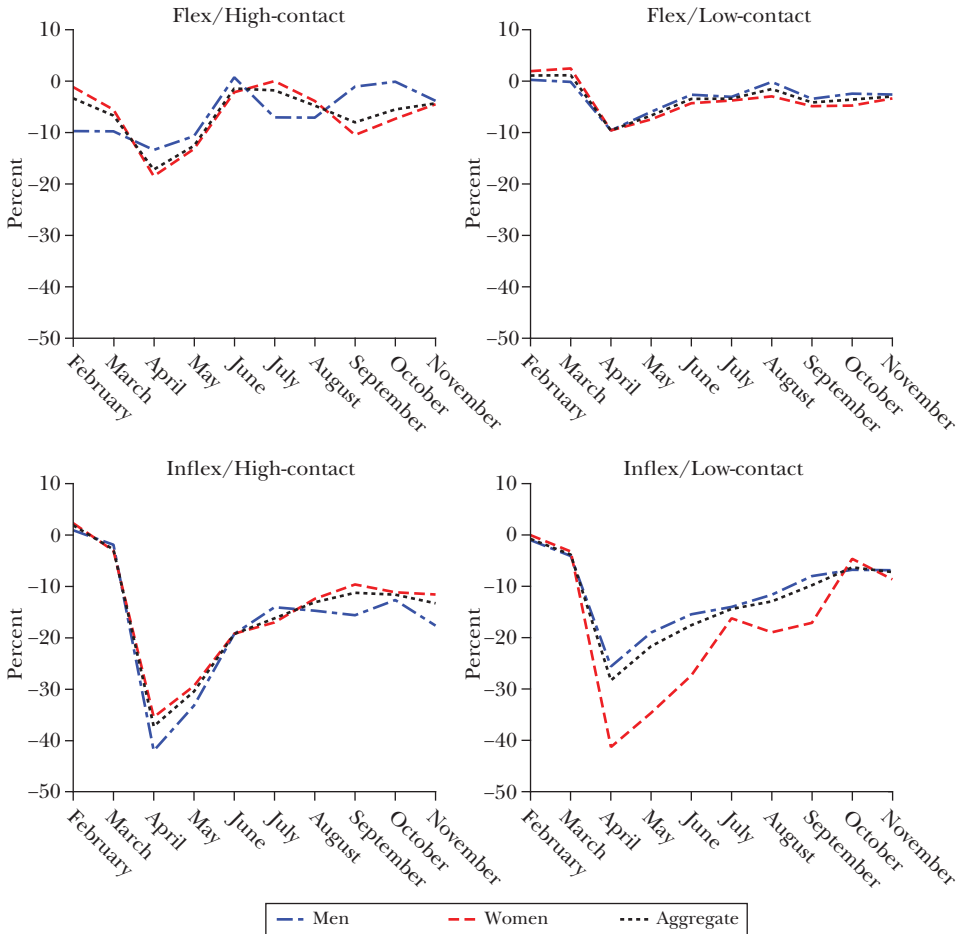 Flex/High-contact
10
0
–10
–20
–30
–40
–50
Percent
February
March
April
May
June
July
August
September
October
November
Flex/Low-contact
10
0
–10
–20
–30
–40
–50
Percent
February
March
April
May
June
July
August
September
October
November
Inflex/High-contact
10
0
–10
–20
–30
–40
–50
Percent
February
March
April
May
June
July
August
September
October
November
Inflex/Low-contact
10
0
–10
–20
–30
–40
–50
Percent
February
March
April
May
June
July
August
September
October
November
Men Women Aggregate